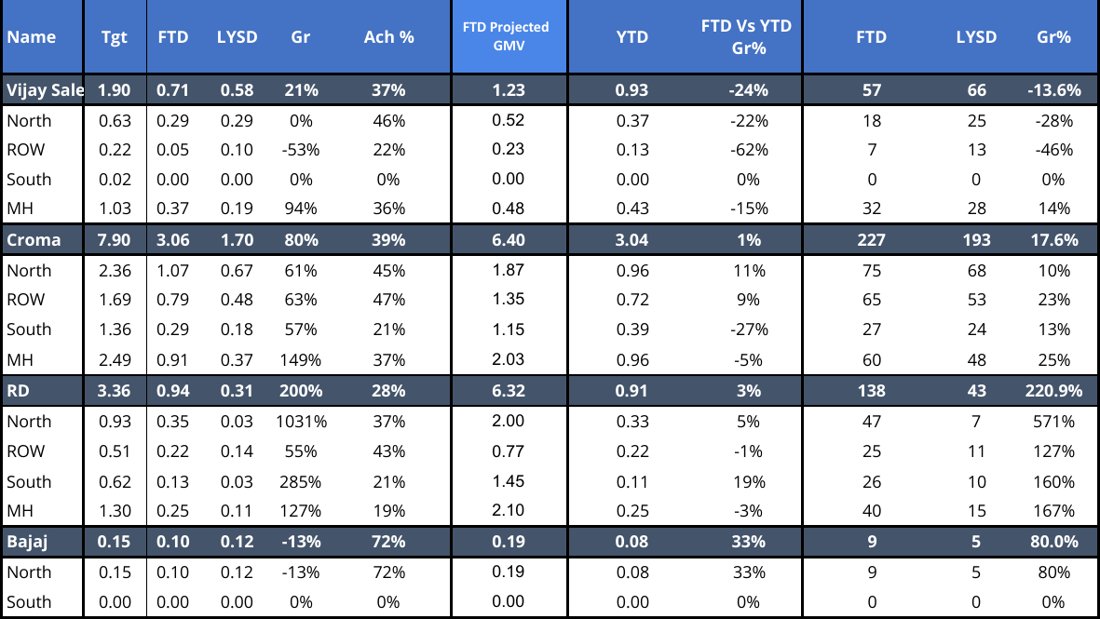 Name Tgt FTD LYSD Gr Ach % FTD Projected GMV YTD FTD Vs YTD Gr% FTD LYSD Gr%
Vijay Sale 1.90 0.71 0.58 21% 37% 1.23 0.93 -24% 57 66 -13.6%
North 0.63 0.29 0.29 0% 46% 0.52 0.37 -22% 18 25 -28%
ROW 0.22 0.05 0.10 -53% 22% 0.23 0.13 -62% 7 13 -46%
South 0.02 0.00 0.00 0% 0% 0.00 0.00 0% 0 0 0%
MH 1.03 0.37 0.19 94% 36% 0.48 0.43 -15% 32 28 14%
Croma 7.90 3.06 1.70 80% 39% 6.40 3.04 1% 227 193 17.6%
North 2.36 1.07 0.67 61% 45% 1.87 0.96 11% 75 68 10%
ROW 1.69 0.79 0.48 63% 47% 1.35 0.72 9% 65 53 23%
South 1.36 0.29 0.18 57% 21% 1.15 0.39 -27% 27 24 13%
MH 2.49 0.91 0.37 149% 37% 2.03 0.96 -5% 60 48 25%
RD 3.36 0.94 0.31 200% 28% 6.32 0.91 3% 138 43 220.9%
North 0.93 0.35 0.03 1031% 37% 2.00 0.33 5% 47 7 571%
ROW 0.51 0.22 0.14 55% 43% 0.77 0.22 -1% 25 11 127%
South 0.62 0.13 0.03 285% 21% 1.45 0.11 19% 26 10 160%
MH 1.30 0.25 0.11 127% 19% 2.10 0.25 -3% 40 15 167%
Bajaj 0.15 0.10 0.12 -13% 72% 0.19 0.08 33% 9 5 80.0%
North 0.15 0.10 0.12 -13% 72% 0.19 0.08 33% 9 5 80%
South 0.00 0.00 0.00 0% 0% 0.00 0.00 0% 0 0 0%